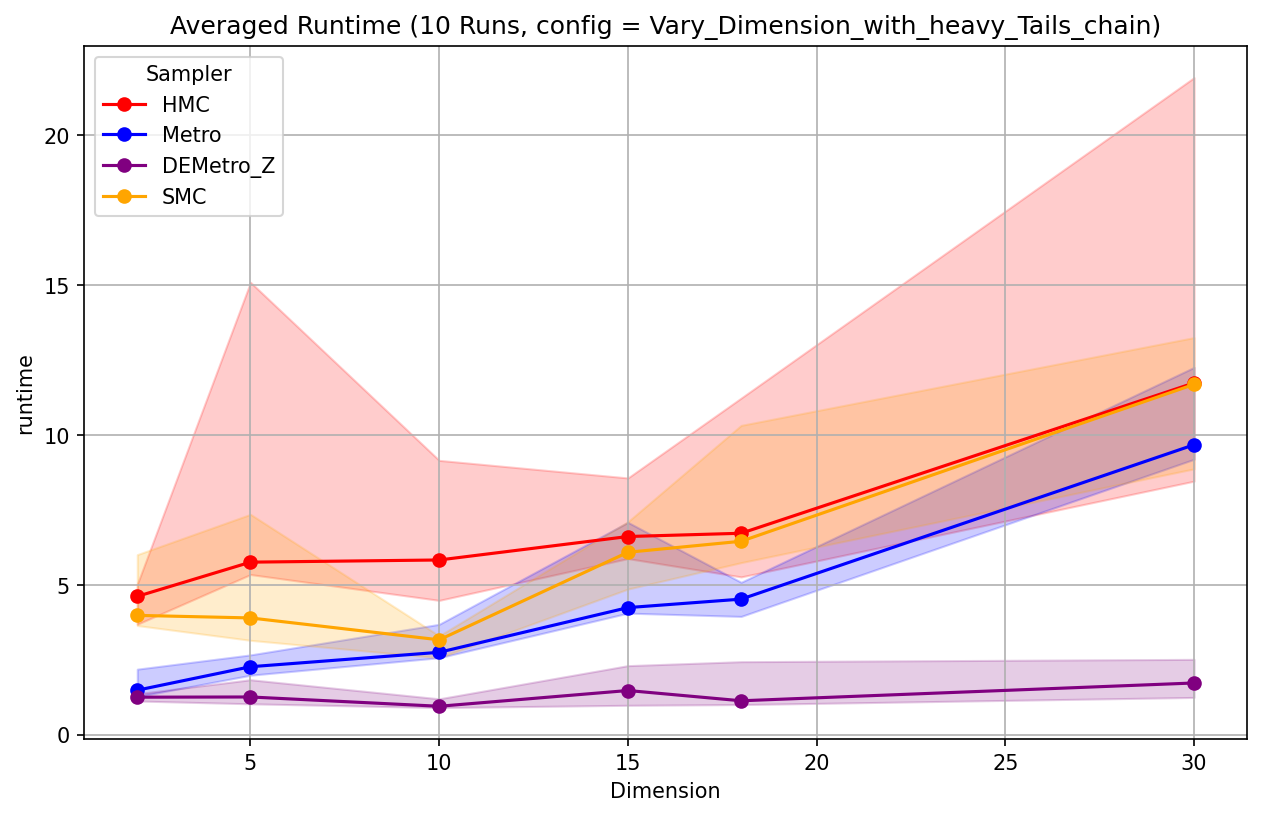 Averaged Runtime (10 Runs, config = Vary_Dimension_with_heavy_Tails_chain)
Sampler
HMC
Metro
DEMetro_Z
SMC
runtime
20
15
10
5
0
5 10 15 20 25 30
Dimension